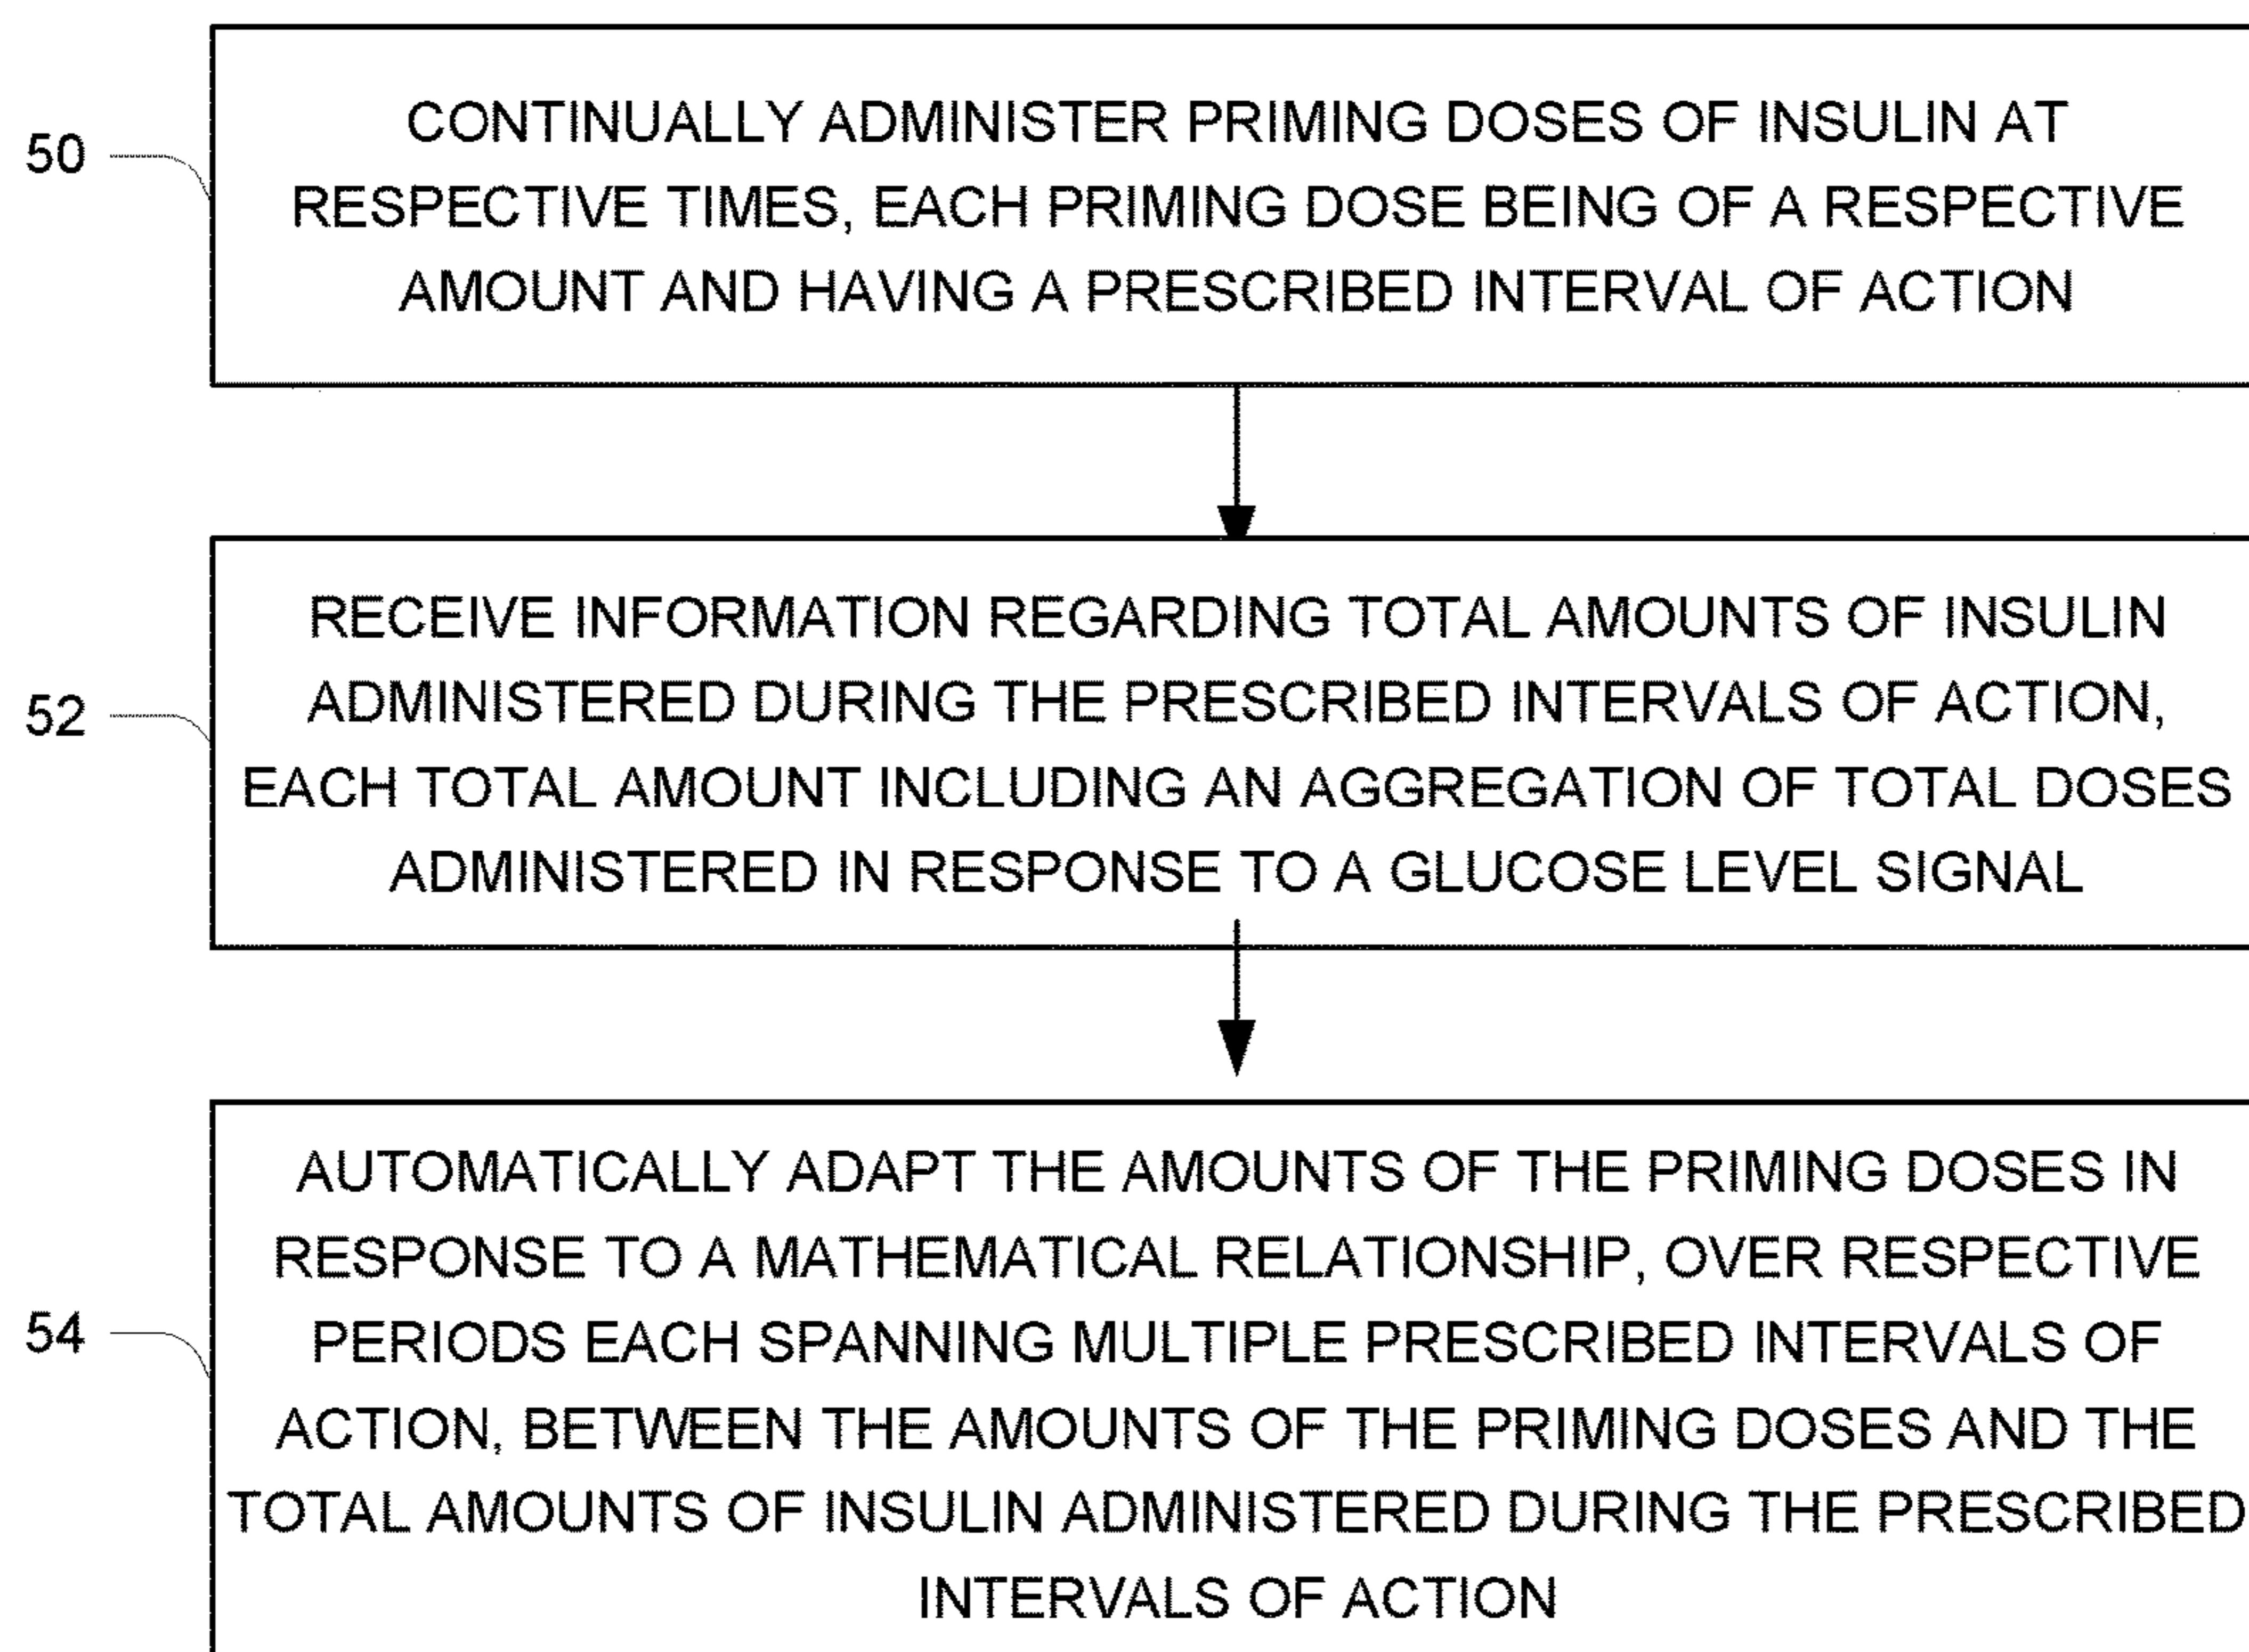 50
CONTINUALLY ADMINISTER PRIMING DOSES OF INSULIN AT
RESPECTIVE TIMES, EACH PRIMING DOSE BEING OF A RESPECTIVE
AMOUNT AND HAVING A PRESCRIBED INTERVAL OF ACTION
52
RECEIVE INFORMATION REGARDING TOTAL AMOUNTS OF INSULIN
ADMINISTERED DURING THE PRESCRIBED INTERVALS OF ACTION,
EACH TOTAL AMOUNT INCLUDING AN AGGREGATION OF TOTAL DOSES
ADMINISTERED IN RESPONSE TO A GLUCOSE LEVEL SIGNAL
54
AUTOMATICALLY ADAPT THE AMOUNTS OF THE PRIMING DOSES IN
RESPONSE TO A MATHEMATICAL RELATIONSHIP, OVER RESPECTIVE
PERIODS EACH SPANNING MULTIPLE PRESCRIBED INTERVALS OF
ACTION, BETWEEN THE AMOUNTS OF THE PRIMING DOSES AND THE
TOTAL AMOUNTS OF INSULIN ADMINISTERED DURING THE PRESCRIBED
INTERVALS OF ACTION